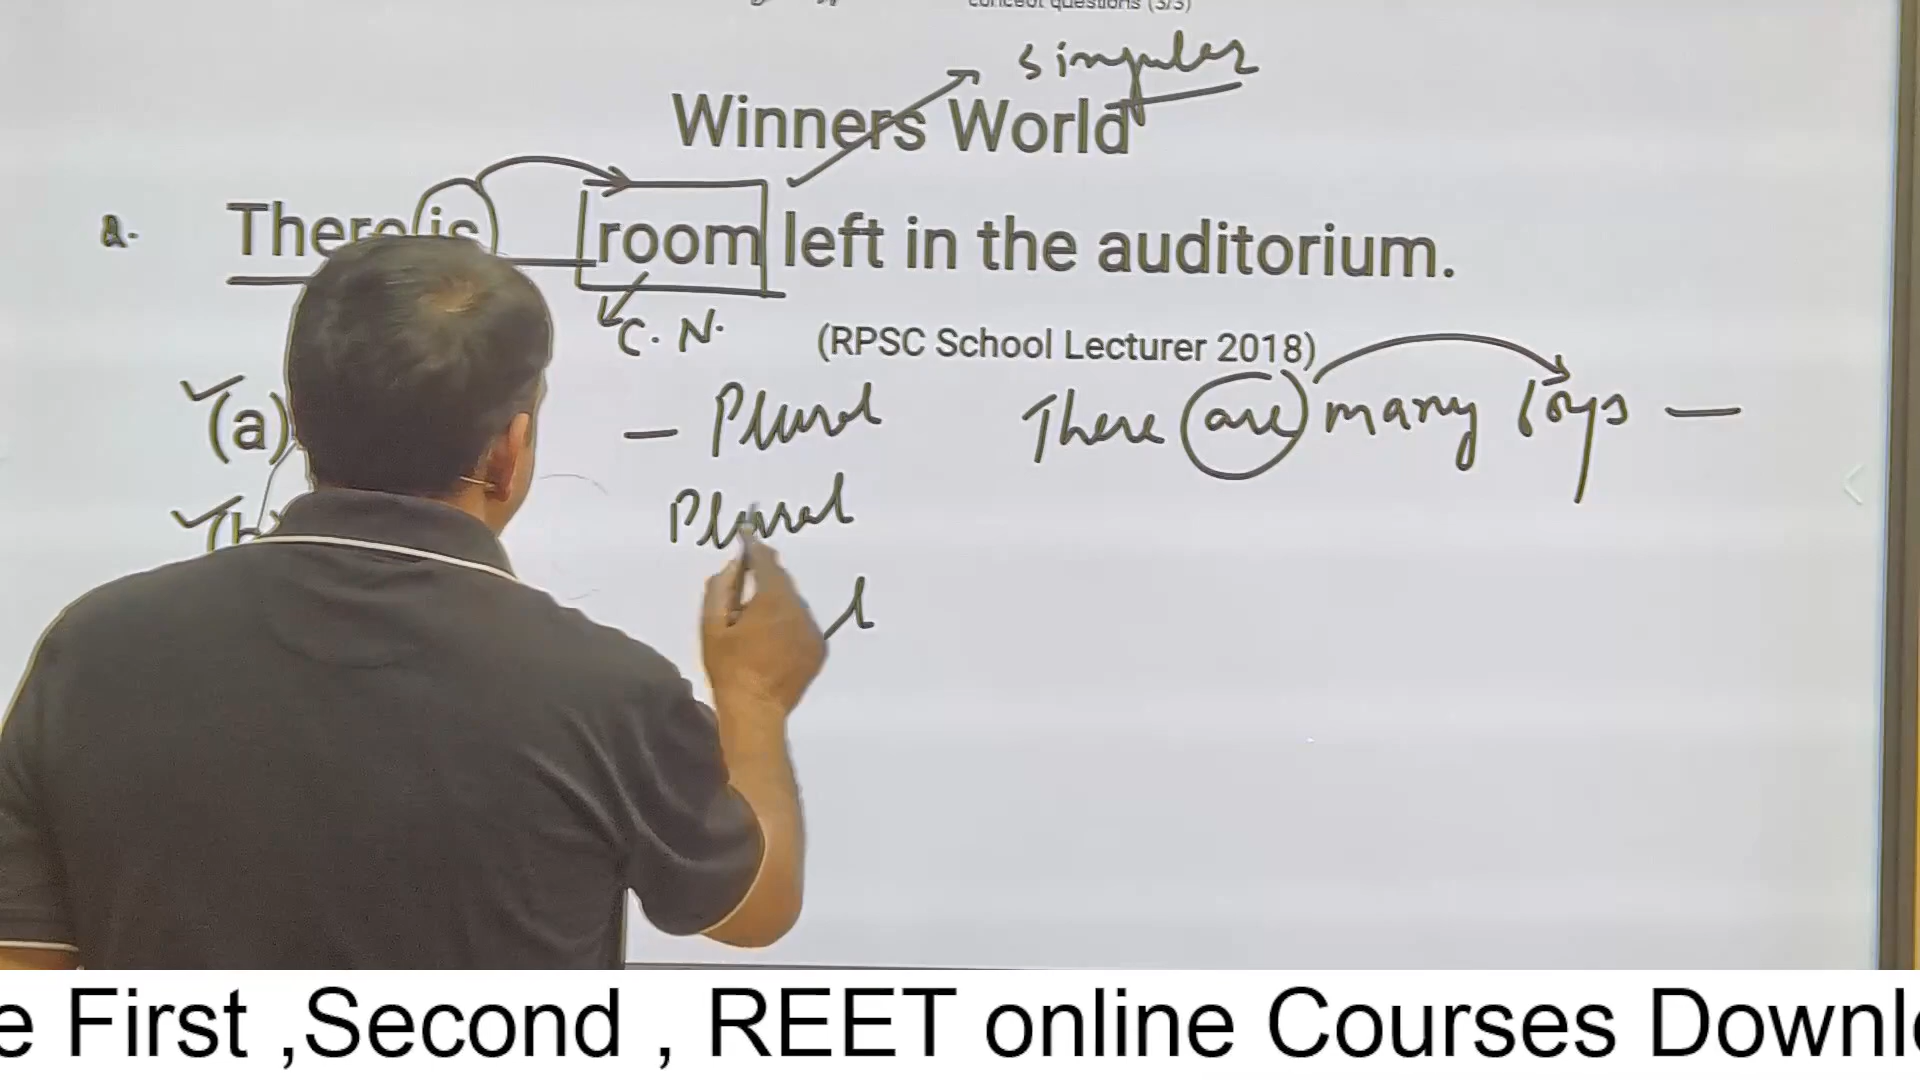 concept questions (3/3)
singular
Winners World
Q. There is room left in the auditorium.
C.N.
(RPSC School Lecturer 2018)
(a) — Plural There are many boys —
(b) Plural
l
e First ,Second , REET online Courses Downlo